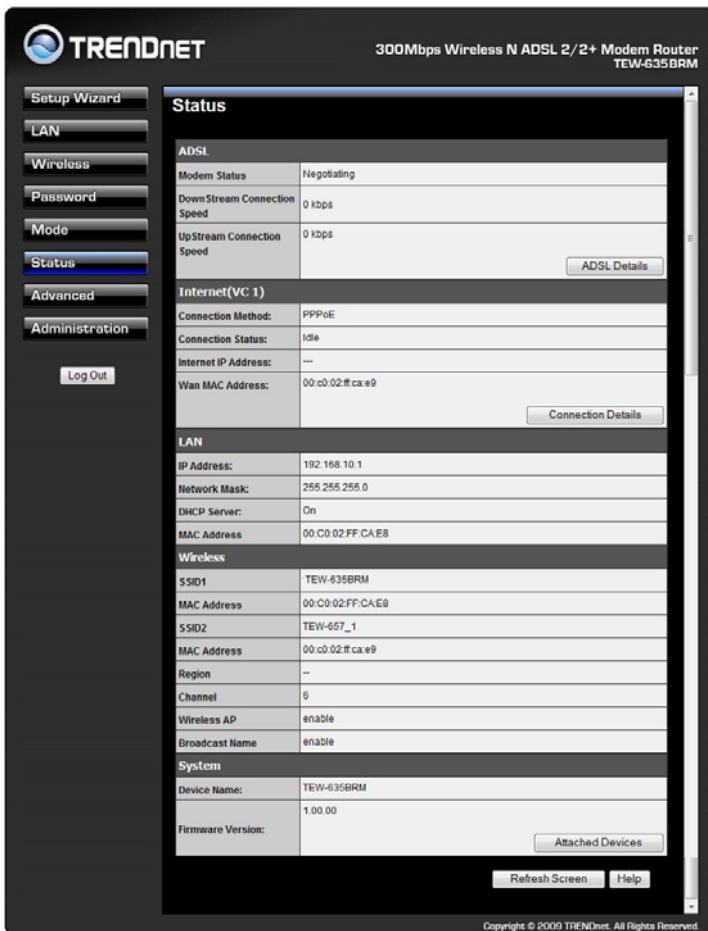 TRENDNET
300Mbps Wireless N ADSL 2/2+ Modem Router
TEW-635BRM
Setup Wizard
LAN
Wireless
Password
Mode
Status
Advanced
Administration
Log Out
Status
ADSL
Modem Status Negotiating
DownStream Connection Speed 0 kbps
UpStream Connection Speed 0 kbps
ADSL Details
Internet(VC 1)
Connection Method: PPPoE
Connection Status: Idle
Internet IP Address: ---
Wan MAC Address: 00:c0:02:ff:ca:e9
Connection Details
LAN
IP Address: 192.168.10.1
Network Mask: 255.255.255.0
DHCP Server: On
MAC Address 00:C0:02:FF:CA:E8
Wireless
SSID1 TEW-635BRM
MAC Address 00:C0:02:FF:CA:E8
SSID2 TEW-657_1
MAC Address 00:c0:02:ff:ca:e9
Region --
Channel 6
Wireless AP enable
Broadcast Name enable
System
Device Name: TEW-635BRM
Firmware Version: 1.00.00
Attached Devices
Refresh Screen Help
Copyright © 2009 TRENDnet. All Rights Reserved.